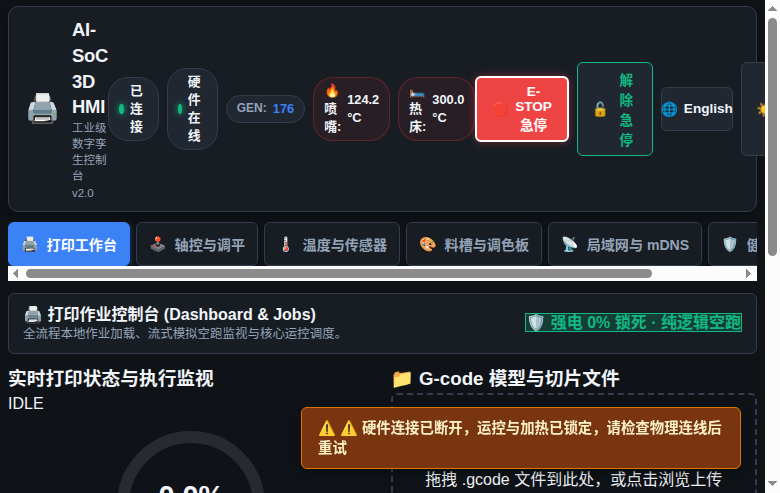 AI-
SoC
3D
HMI
工业级
数字孪
生控制
台
v2.0
已
连
接
硬
件
在
线
GEN: 176
🔥
喷
嘴:
124.2
°C
🛏️
热
床:
300.0
°C
E-
STOP
急停
🔓
解
除
急
停
🌐 English
🖨️ 打印工作台
🕹️ 轴控与调平
🌡️ 温度与传感器
🎨 料槽与调色板
📡 局域网与 mDNS
🛡️ 健
🖨️ 打印作业控制台 (Dashboard & Jobs)
全流程本地作业加载、流式模拟空跑监视与核心运控调度。
🛡️ 强电 0% 锁死 · 纯逻辑空跑
实时打印状态与执行监视
IDLE
📁 G-code 模型与切片文件
⚠️ ⚠️ 硬件连接已断开，运控与加热已锁定，请检查物理连线后
重试
拖拽 .gcode 文件到此处，或点击浏览上传
0.0%